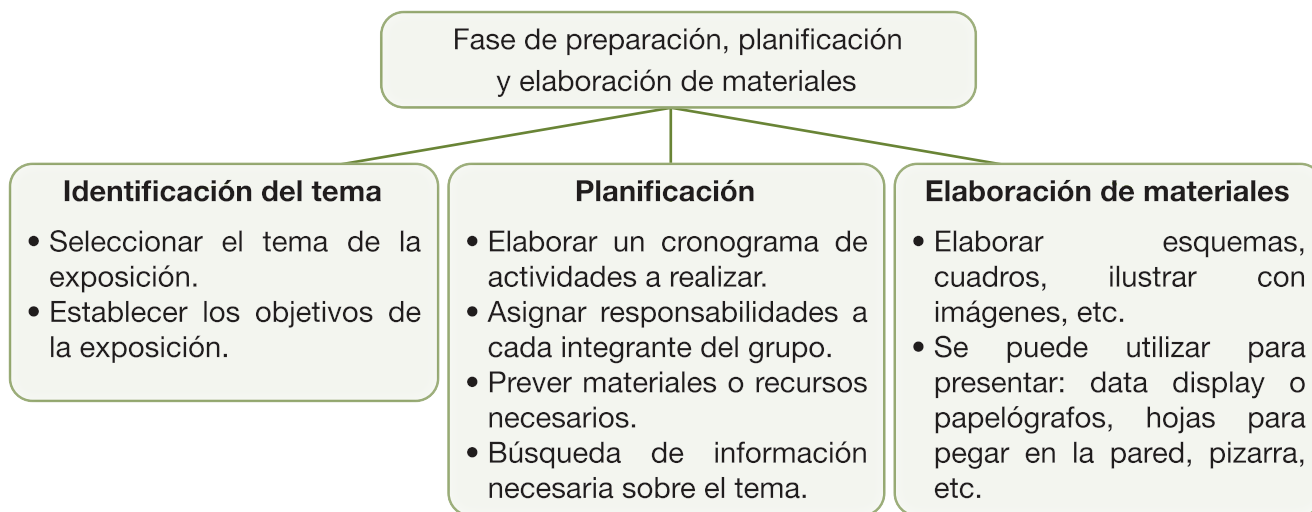 Fase de preparación, planificación
y elaboración de materiales
Identificación del tema
• Seleccionar el tema de la
exposición.
• Establecer los objetivos de
la exposición.
Planificación
• Elaborar un cronograma de
actividades a realizar.
• Asignar responsabilidades a
cada integrante del grupo.
• Prever materiales o recursos
necesarios.
• Búsqueda de información
necesaria sobre el tema.
Elaboración de materiales
• Elaborar esquemas,
cuadros, ilustrar con
imágenes, etc.
• Se puede utilizar para
presentar: data display o
papelógrafos, hojas para
pegar en la pared, pizarra,
etc.